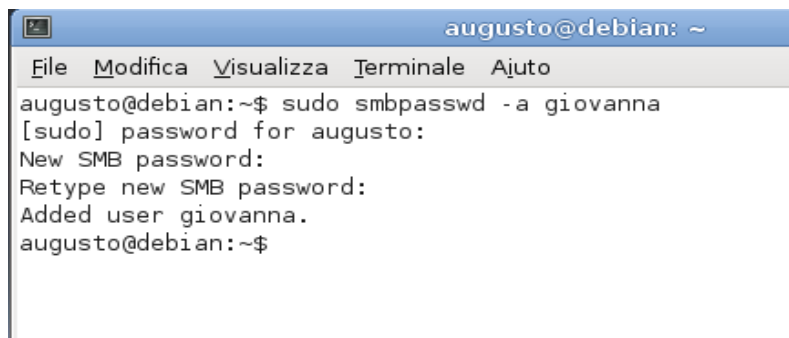 augusto@debian: ~
File Modifica Visualizza Terminale Aiuto
augusto@debian:~$ sudo smbpasswd -a giovanna
[sudo] password for augusto:
New SMB password:
Retype new SMB password:
Added user giovanna.
augusto@debian:~$